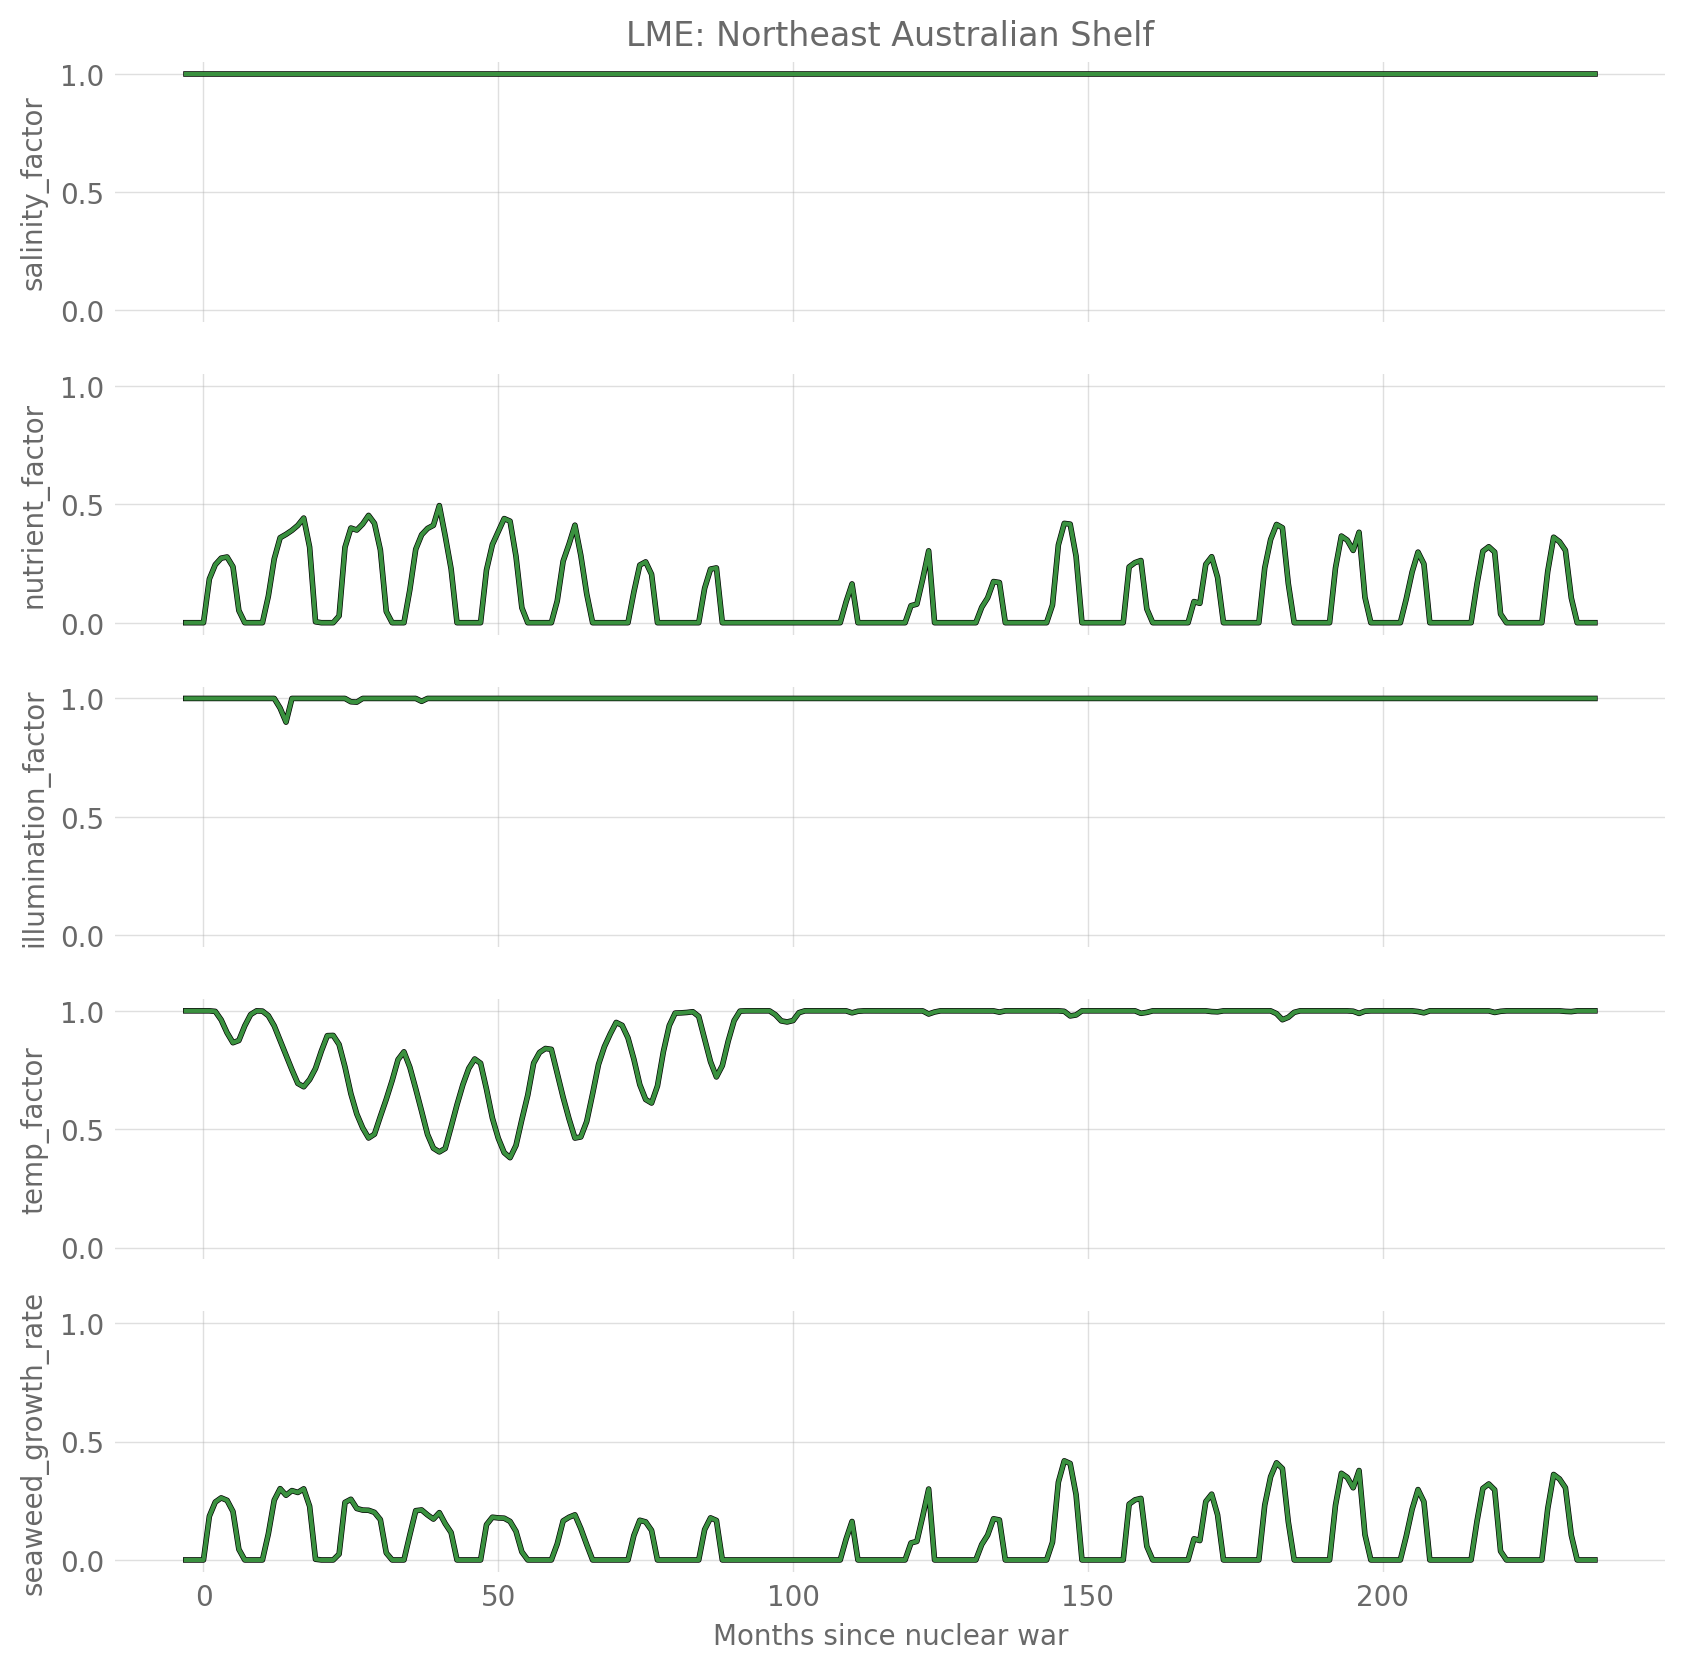 LME: Northeast Australian Shelf
salinity_factor
1.0
0.5
0.0
nutrient_factor
1.0
0.5
0.0
illumination_factor
1.0
0.5
0.0
temp_factor
1.0
0.5
0.0
seaweed_growth_rate
1.0
0.5
0.0
0 50 100 150 200
Months since nuclear war